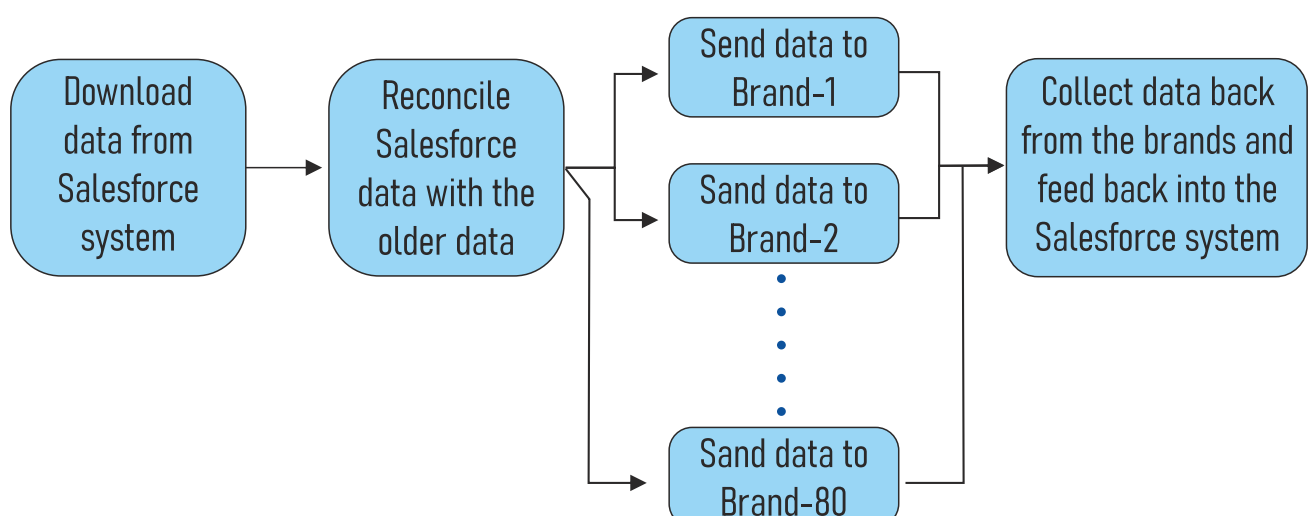 Download
data from
Salesforce
system
Reconcile
Salesforce
data with the
older data
Send data to
Brand-1
Sand data to
Brand-2
Sand data to
Brand-80
Collect data back
from the brands and
feed back into the
Salesforce system